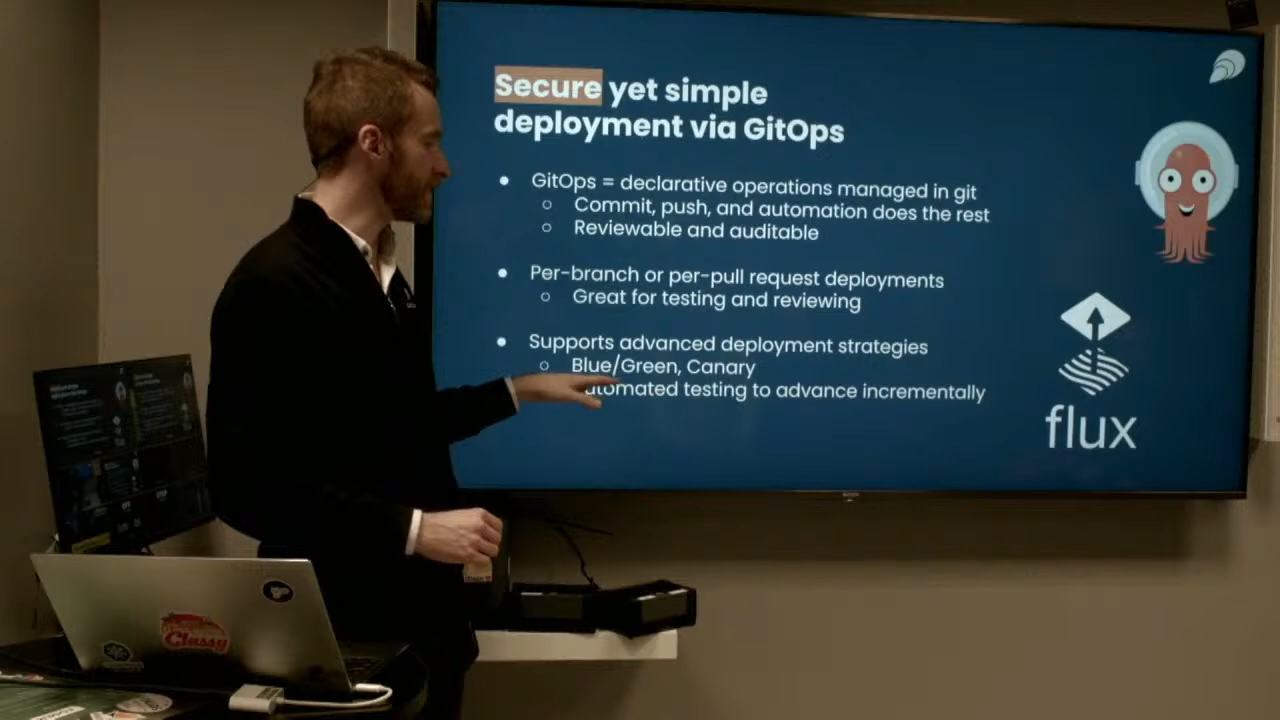 Secure yet simple
deployment via GitOps
● GitOps = declarative operations managed in git
○ Commit, push, and automation does the rest
○ Reviewable and auditable
● Per-branch or per-pull request deployments
○ Great for testing and reviewing
● Supports advanced deployment strategies
○ Blue/Green, Canary
testing to advance incrementally
flux
Classy